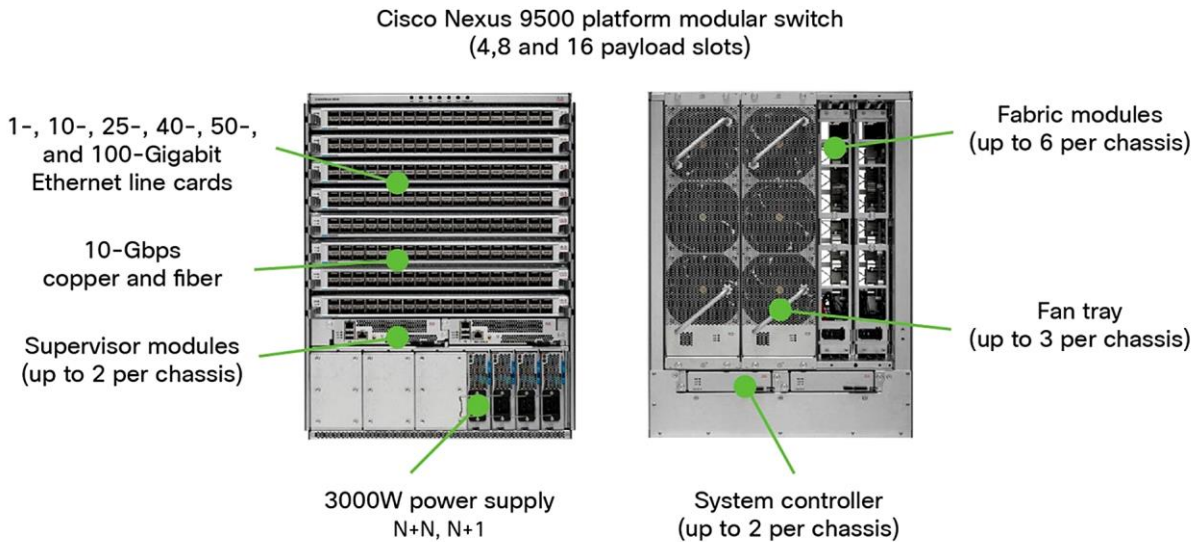 Cisco Nexus 9500 platform modular switch
(4,8 and 16 payload slots)
1-, 10-, 25-, 40-, 50-,
and 100-Gigabit
Ethernet line cards
10-Gbps
copper and fiber
Supervisor modules
(up to 2 per chassis)
3000W power supply
N+N, N+1
Fabric modules
(up to 6 per chassis)
Fan tray
(up to 3 per chassis)
System controller
(up to 2 per chassis)